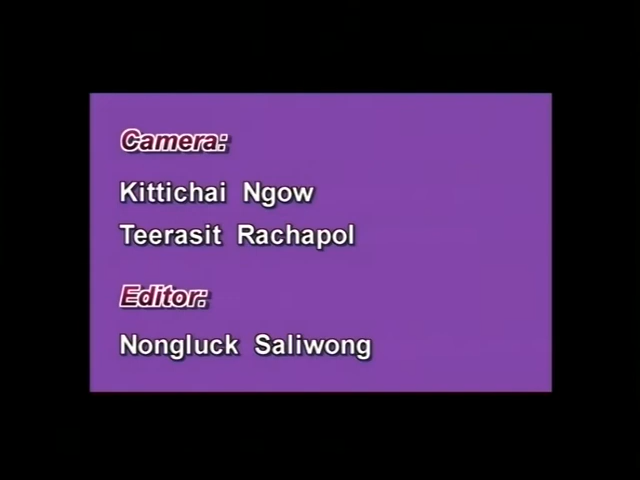 Camera:
Kittichai Ngow
Teerasit Rachapol
Editor:
Nongluck Saliwong